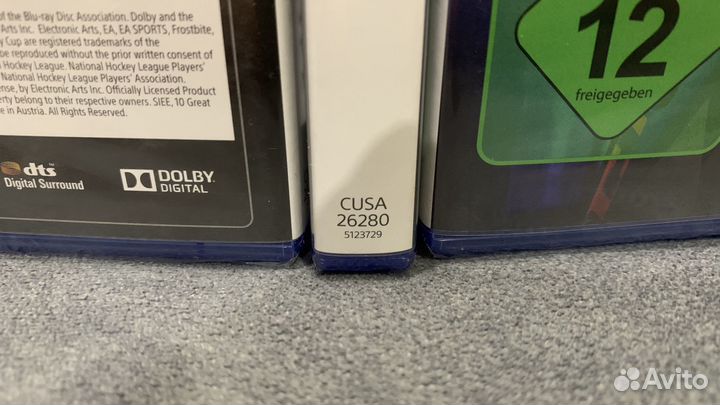 of the Blu-ray Disc Association. Dolby and the
Arts Inc. Electronic Arts, EA, EA SPORTS, Frostbite,
y Cup are registered trademarks of the
be reproduced without the prior written consent of
l Hockey League. National Hockey League Players'
National Hockey League Players' Association.
ense, by Electronic Arts Inc. Officially Licensed Product
erty belong to their respective owners. SIEE, 10 Great
e in Austria. All Rights Reserved.
dts
Digital Surround
DOLBY
DIGITAL
CUSA
26280
5123729
12
freigegeben
Avito